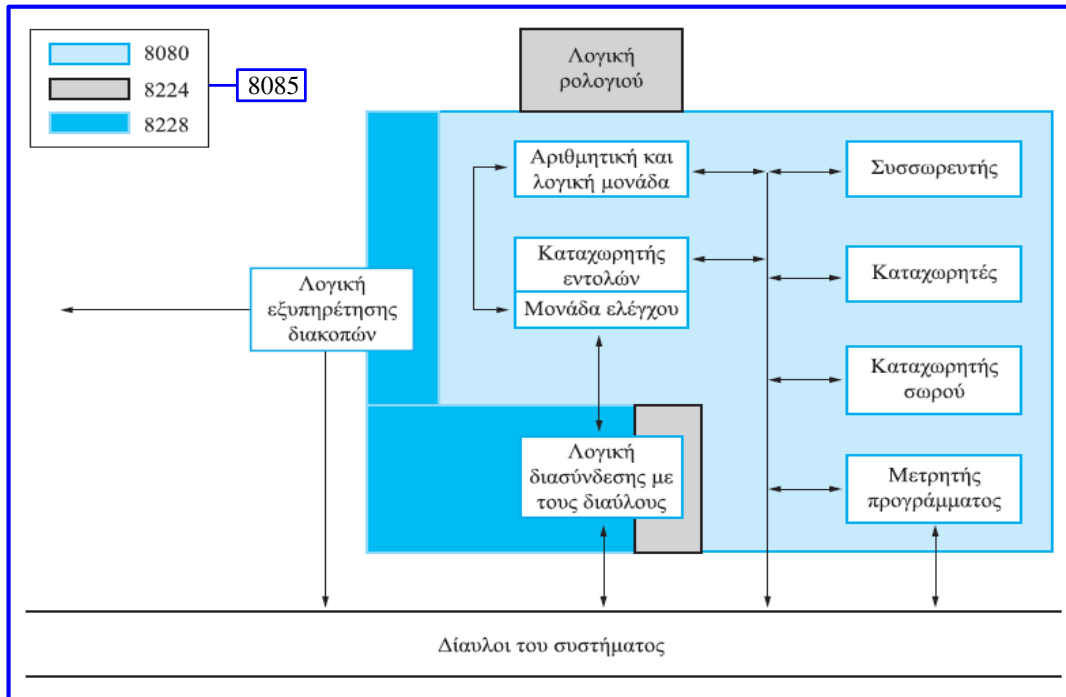 8080
8224
8228
8085
Λογική
ρολογιού
Αριθμητική και
λογική μονάδα
Συσσωρευτής
Καταχωρητής
εντολών
Μονάδα ελέγχου
Καταχωρητές
Λογική
εξυπηρέτησης
διακοπών
Καταχωρητής
σωρού
Λογική
διασύνδεσης με
τους διαύλους
Μετρητής
προγράμματος
Δίαυλοι του συστήματος